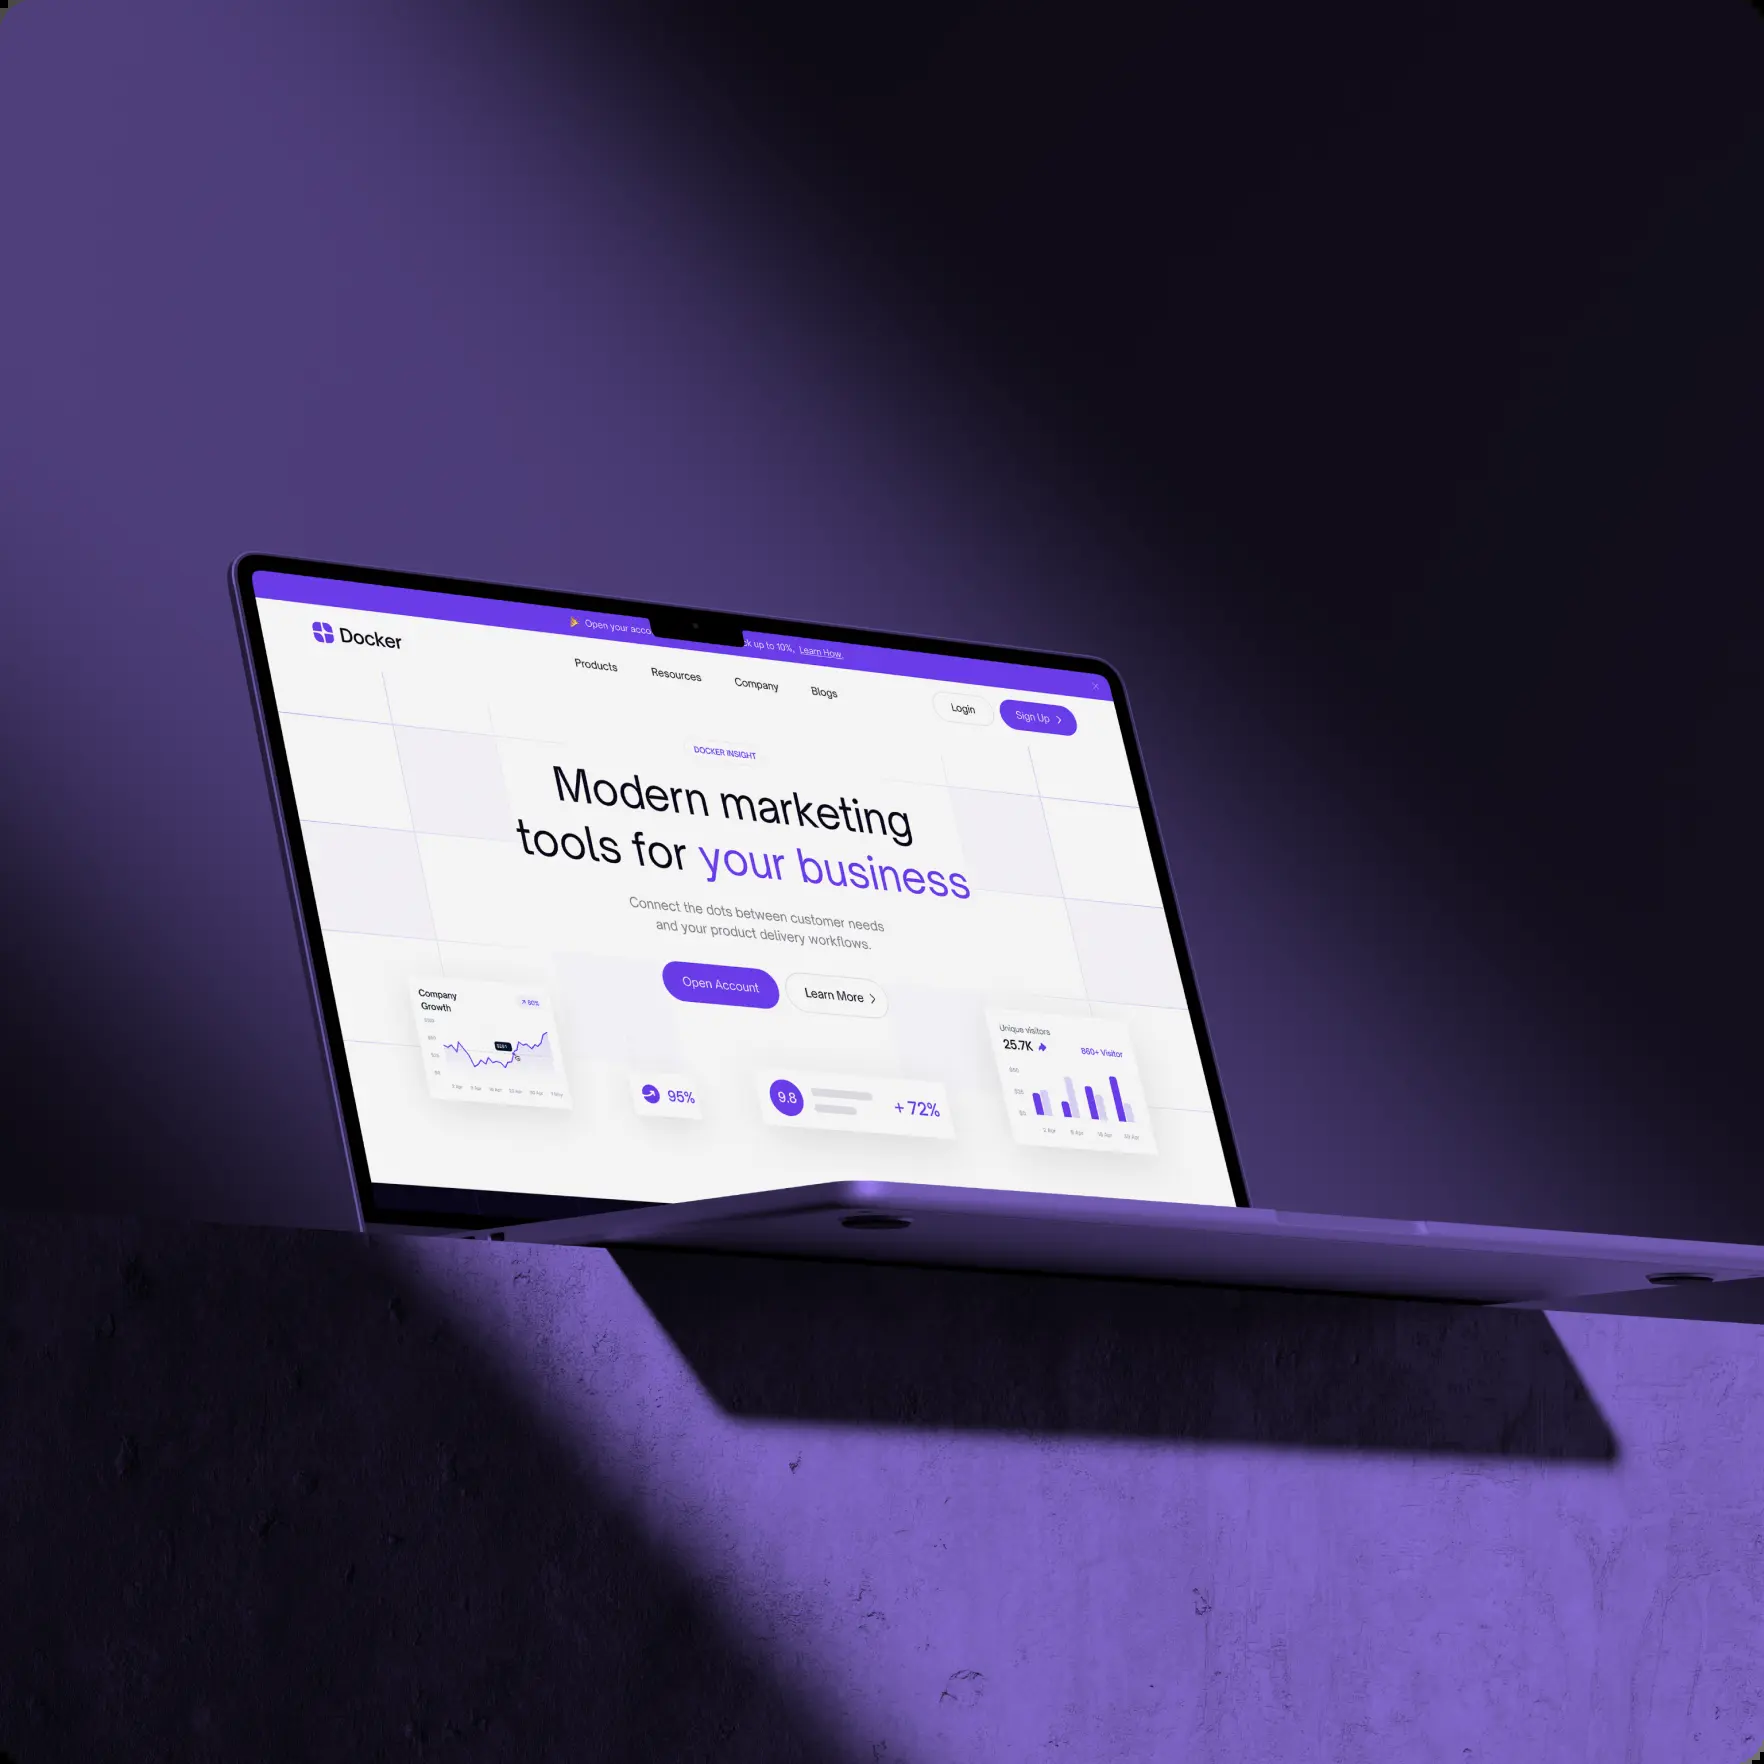 Open your acco
ck up to 10%, Learn How.
Docker
Products
Resources
Company
Blogs
Login
Sign Up
DOCKER INSIGHT
Modern marketing
tools for your business
Connect the dots between customer needs
and your product delivery workflows.
Open Account
Learn More
Company
Growth
95%
9.8
+72%
Unique visitors
25.7K
860+ Visitor